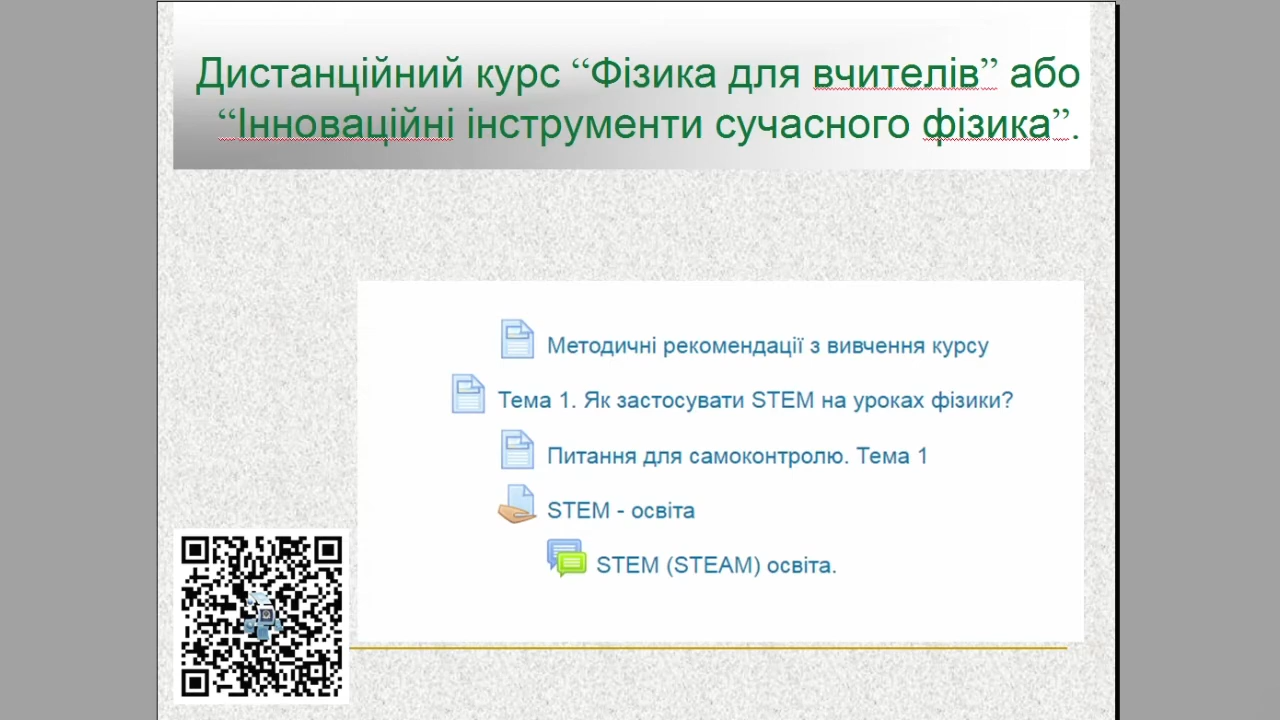 Дистанційний курс “Фізика для вчителів” або
“Інноваційні інструменти сучасного фізика”.
Методичні рекомендації з вивчення курсу
Тема 1. Як застосувати STEM на уроках фізики?
Питання для самоконтролю. Тема 1
STEM - освіта
STEM (STEAM) освіта.